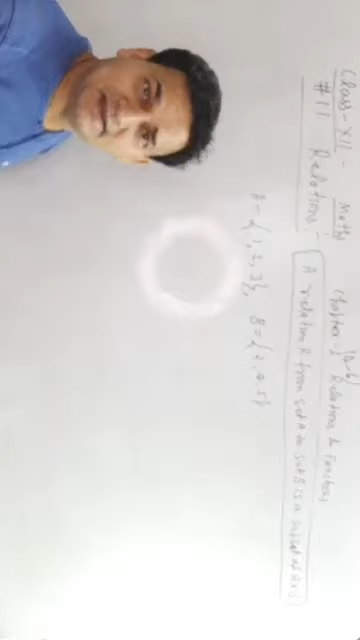 Class-XII - Maths Chapter-1 Relations & Functions
(a-b)
#11 Relations:- A relation R from set A to set B is a subset of A×B
A={1,2,3}, B={4,5}